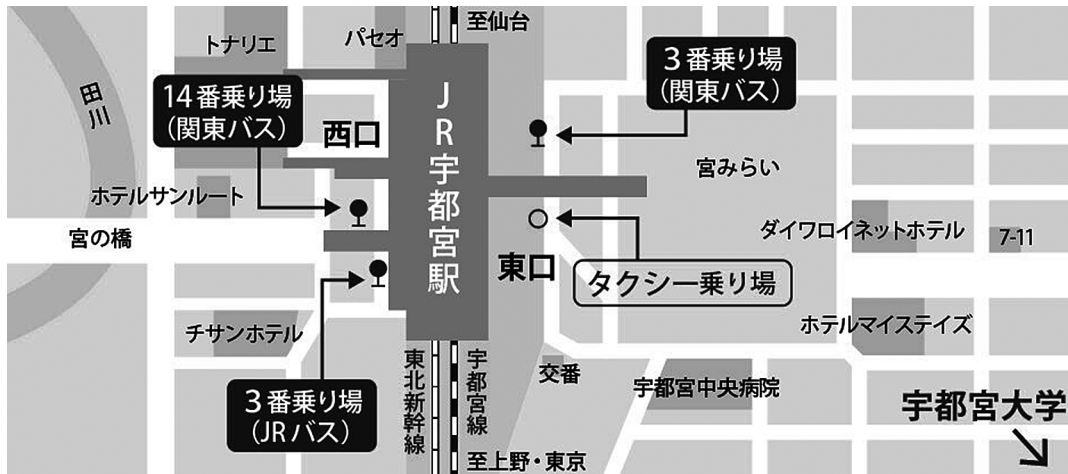 至仙台
パセオ
トナリエ
3番乗り場
(関東バス)
14番乗り場
(関東バス)
田川
西口
JR宇都宮駅
宮みらい
ホテルサンルート
宮の橋
ダイワロイネットホテル
7-11
東口
タクシー乗り場
チサンホテル
ホテルマイステイズ
3番乗り場
(JRバス)
東北新幹線
宇都宮線
交番
宇都宮中央病院
宇都宮大学
至上野・東京